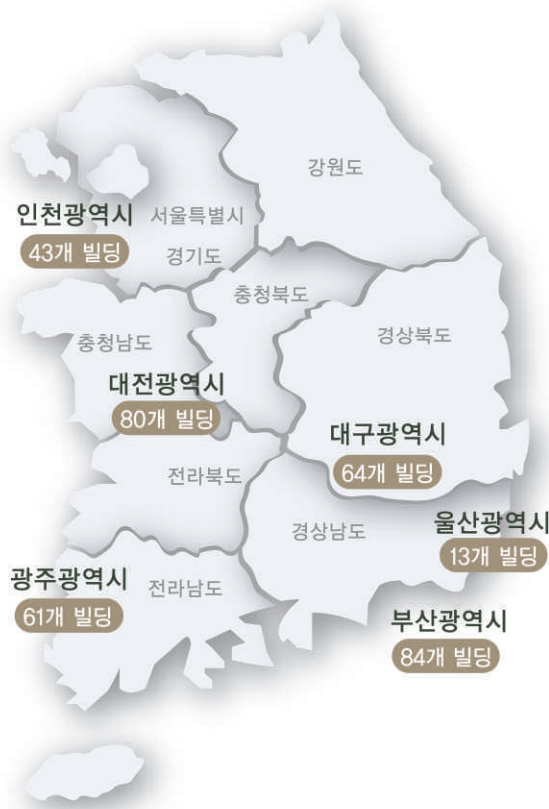 강원도
인천광역시
서울특별시
43개 빌딩
경기도
충청북도
경상북도
충청남도
대전광역시
80개 빌딩
대구광역시
64개 빌딩
전라북도
경상남도
울산광역시
13개 빌딩
광주광역시
전라남도
61개 빌딩
부산광역시
84개 빌딩